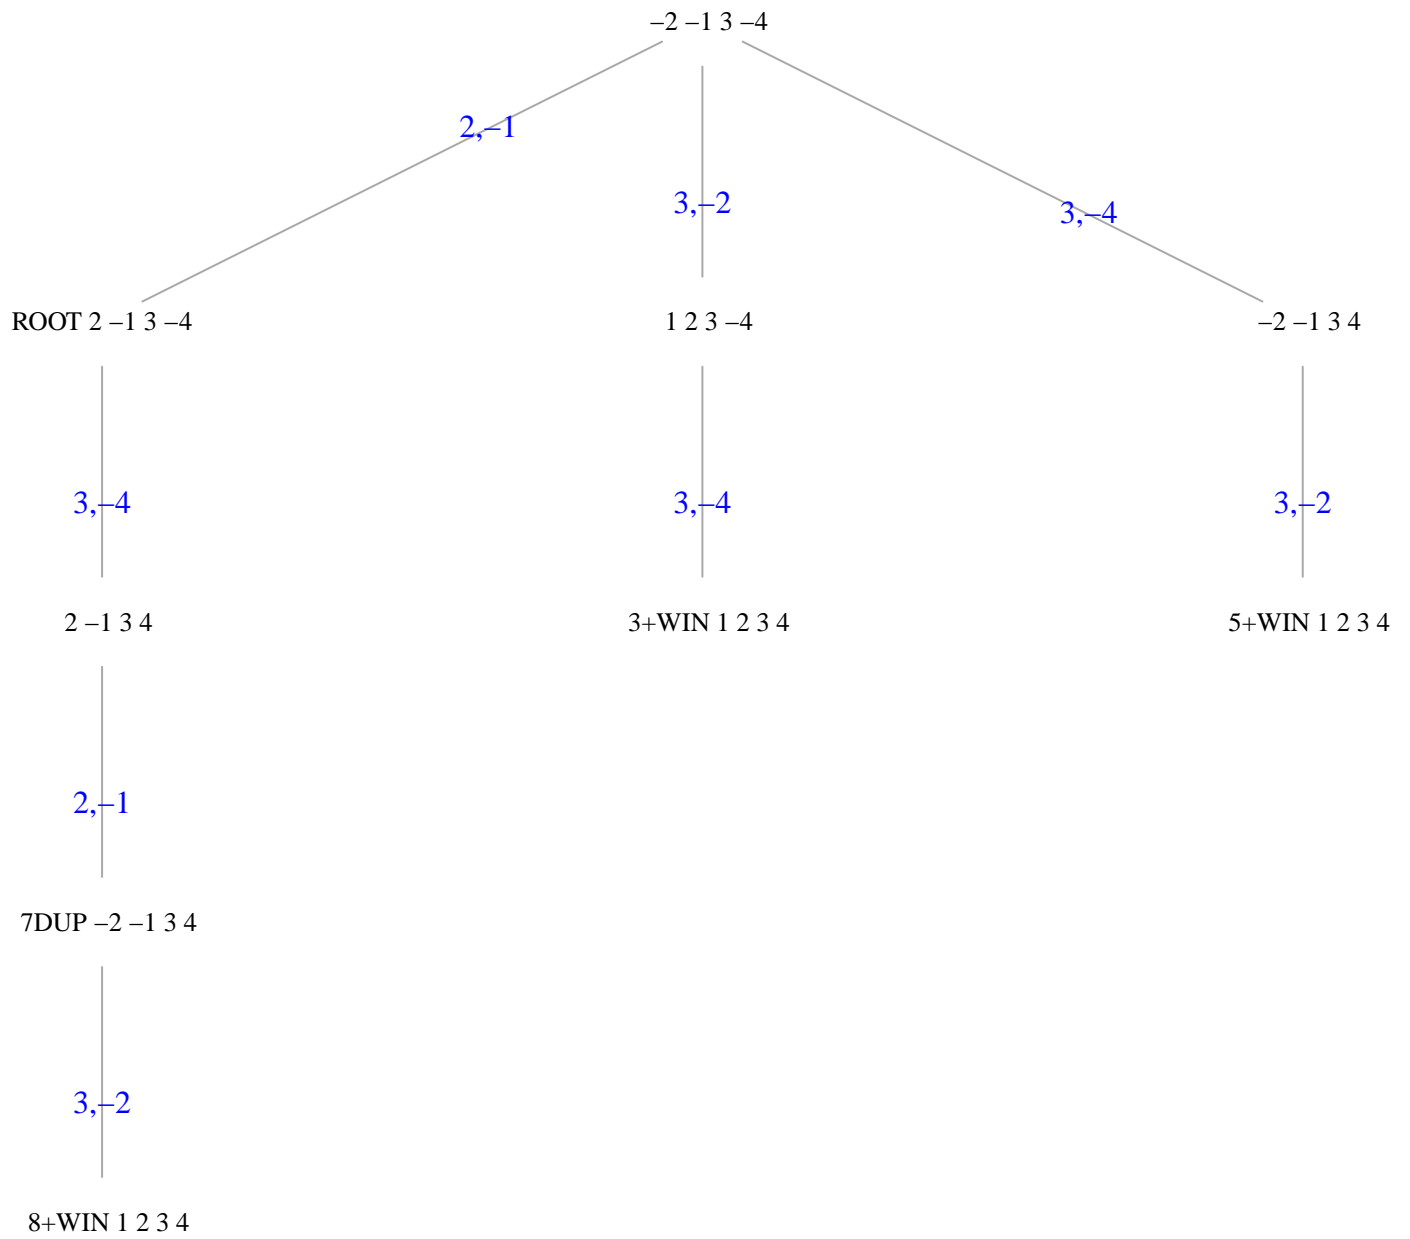 –2 –1 3 –4
2,–1
3,–2
3,–4
ROOT 2 –1 3 –4
1 2 3 –4
–2 –1 3 4
3,–4
3,–4
3,–2
2 –1 3 4
3+WIN 1 2 3 4
5+WIN 1 2 3 4
2,–1
7DUP –2 –1 3 4
3,–2
8+WIN 1 2 3 4